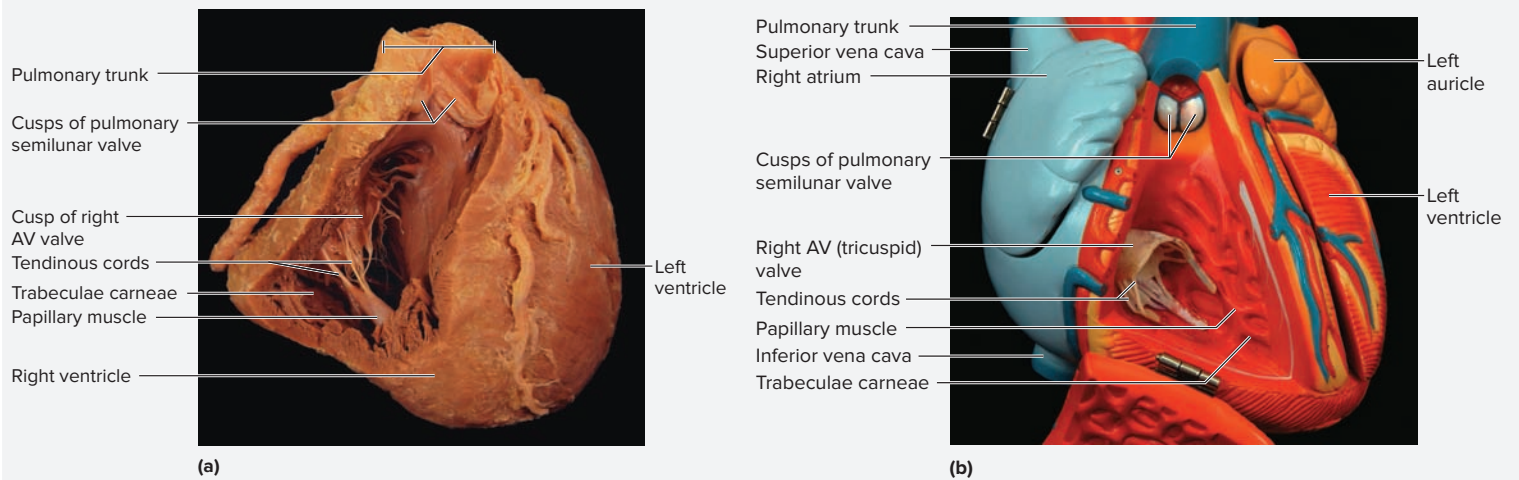 Pulmonary trunk
Cusps of pulmonary
semilunar valve
Cusp of right
AV valve
Tendinous cords
Trabeculae carneae
Papillary muscle
Right ventricle
Left
ventricle
(a)
Pulmonary trunk
Superior vena cava
Right atrium
Cusps of pulmonary
semilunar valve
Right AV (tricuspid)
valve
Tendinous cords
Papillary muscle
Inferior vena cava
Trabeculae carneae
Left
auricle
Left
ventricle
(b)